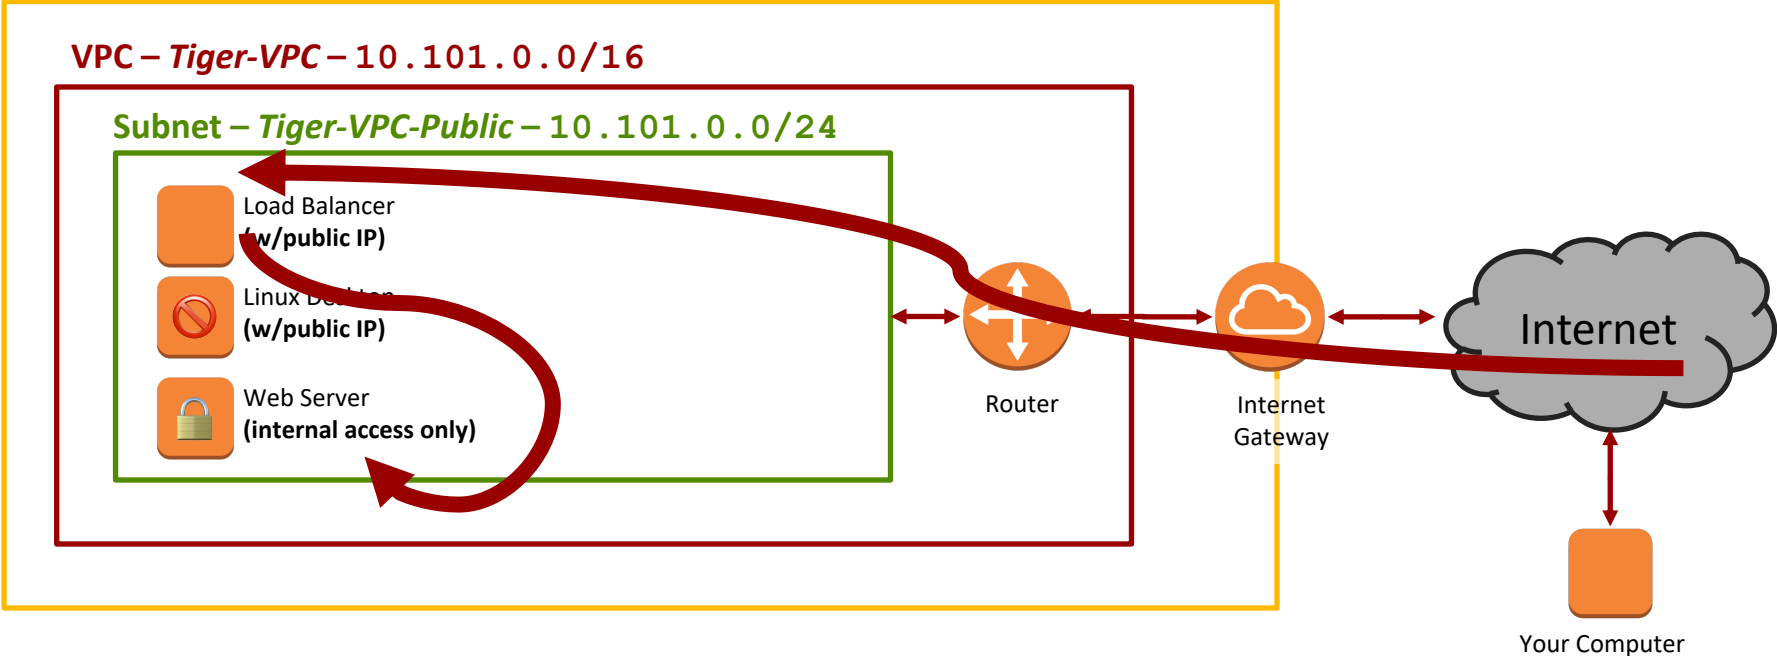 VPC – Tiger-VPC – 10.101.0.0/16
Subnet – Tiger-VPC-Public – 10.101.0.0/24
Load Balancer
(w/public IP)
Linux Desktop
(w/public IP)
Web Server
(internal access only)
Router
Internet
Gateway
Internet
Your Computer